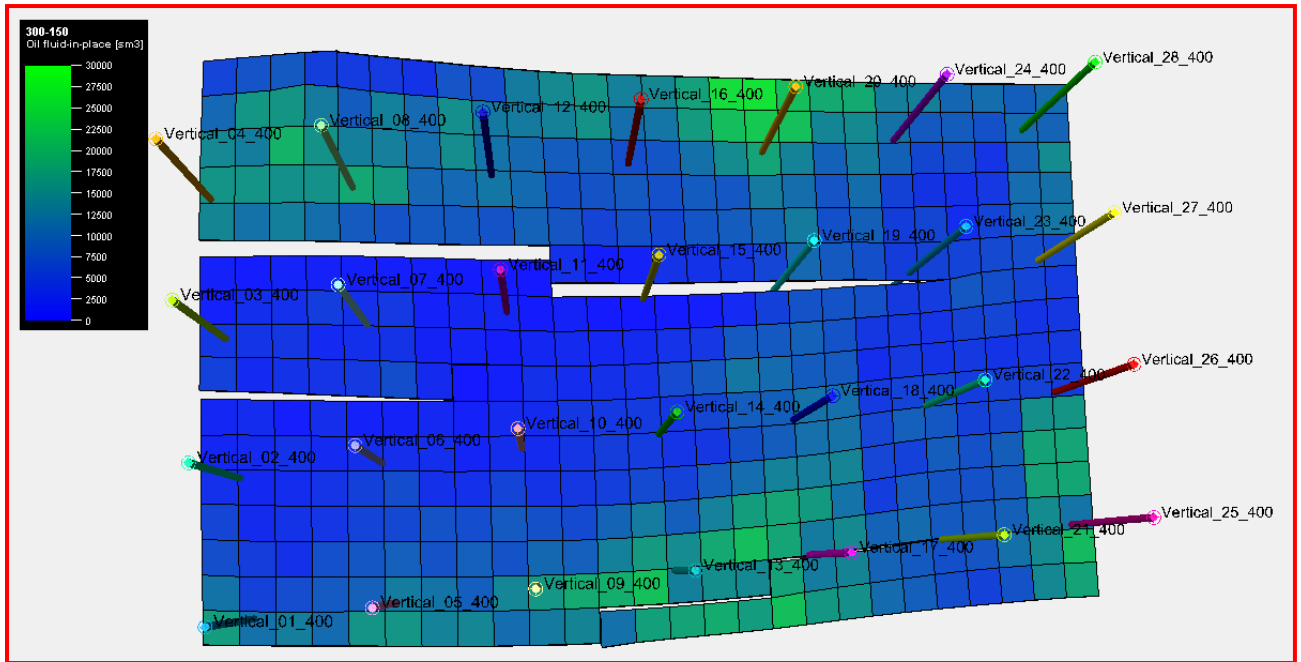 300-150
Oil fluid-in-place [sm3]
30000
27500
25000
22500
20000
17500
15000
12500
10000
7500
5000
2500
0
Vertical_28_400
Vertical_24_400
Vertical_20_400
Vertical_16_400
Vertical_12_400
Vertical_08_400
Vertical_04_400
Vertical_27_400
Vertical_23_400
Vertical_19_400
Vertical_15_400
Vertical_11_400
Vertical_07_400
Vertical_03_400
Vertical_26_400
Vertical_22_400
Vertical_18_400
Vertical_14_400
Vertical_10_400
Vertical_06_400
Vertical_02_400
Vertical_25_400
Vertical_21_400
Vertical_17_400
Vertical_13_400
Vertical_09_400
Vertical_05_400
Vertical_01_400